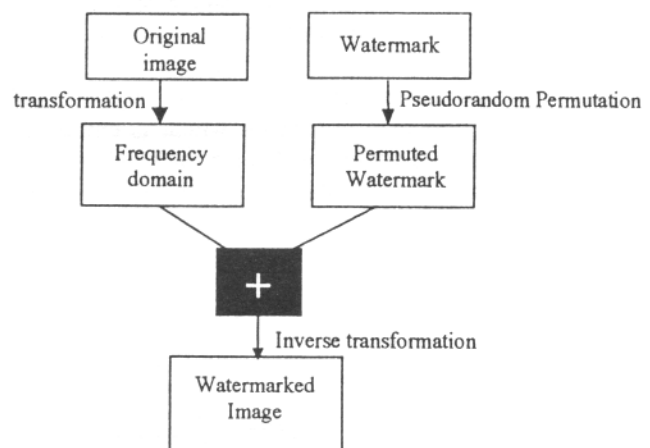 Original
image
Watermark
transformation
Pseudorandom Permutation
Frequency
domain
Permuted
Watermark
+
Inverse transformation
Watermarked
Image